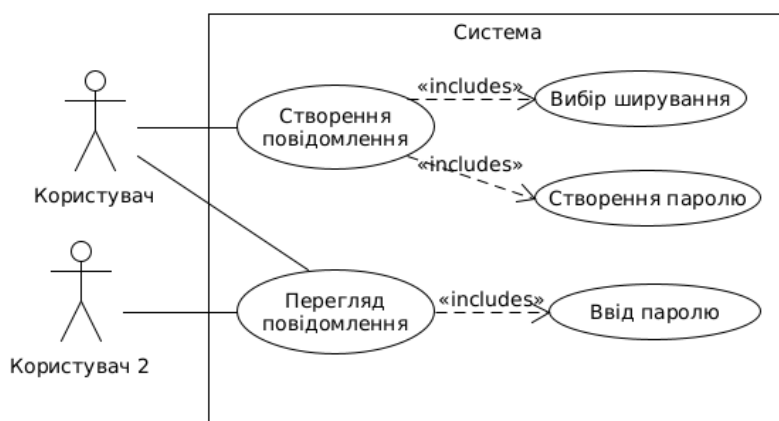 Система
«includes»
Вибір ширування
Створення
повідомлення
«includes»
Створення паролю
Користувач
Перегляд
повідомлення
«includes»
Ввід паролю
Користувач 2